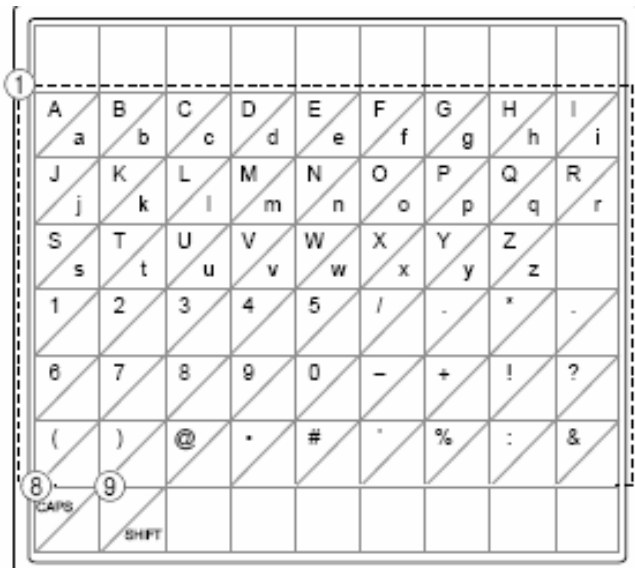 1
A a B b C c D d E e F f G g H h I i
J j K k L l M m N n O o P p Q q R r
S s T t U u V v W w X x Y y Z z
1 2 3 4 5 / . * .
6 7 8 9 0 – + ! ?
( ) @ • # ' % : &
8 9
CAPS
SHIFT